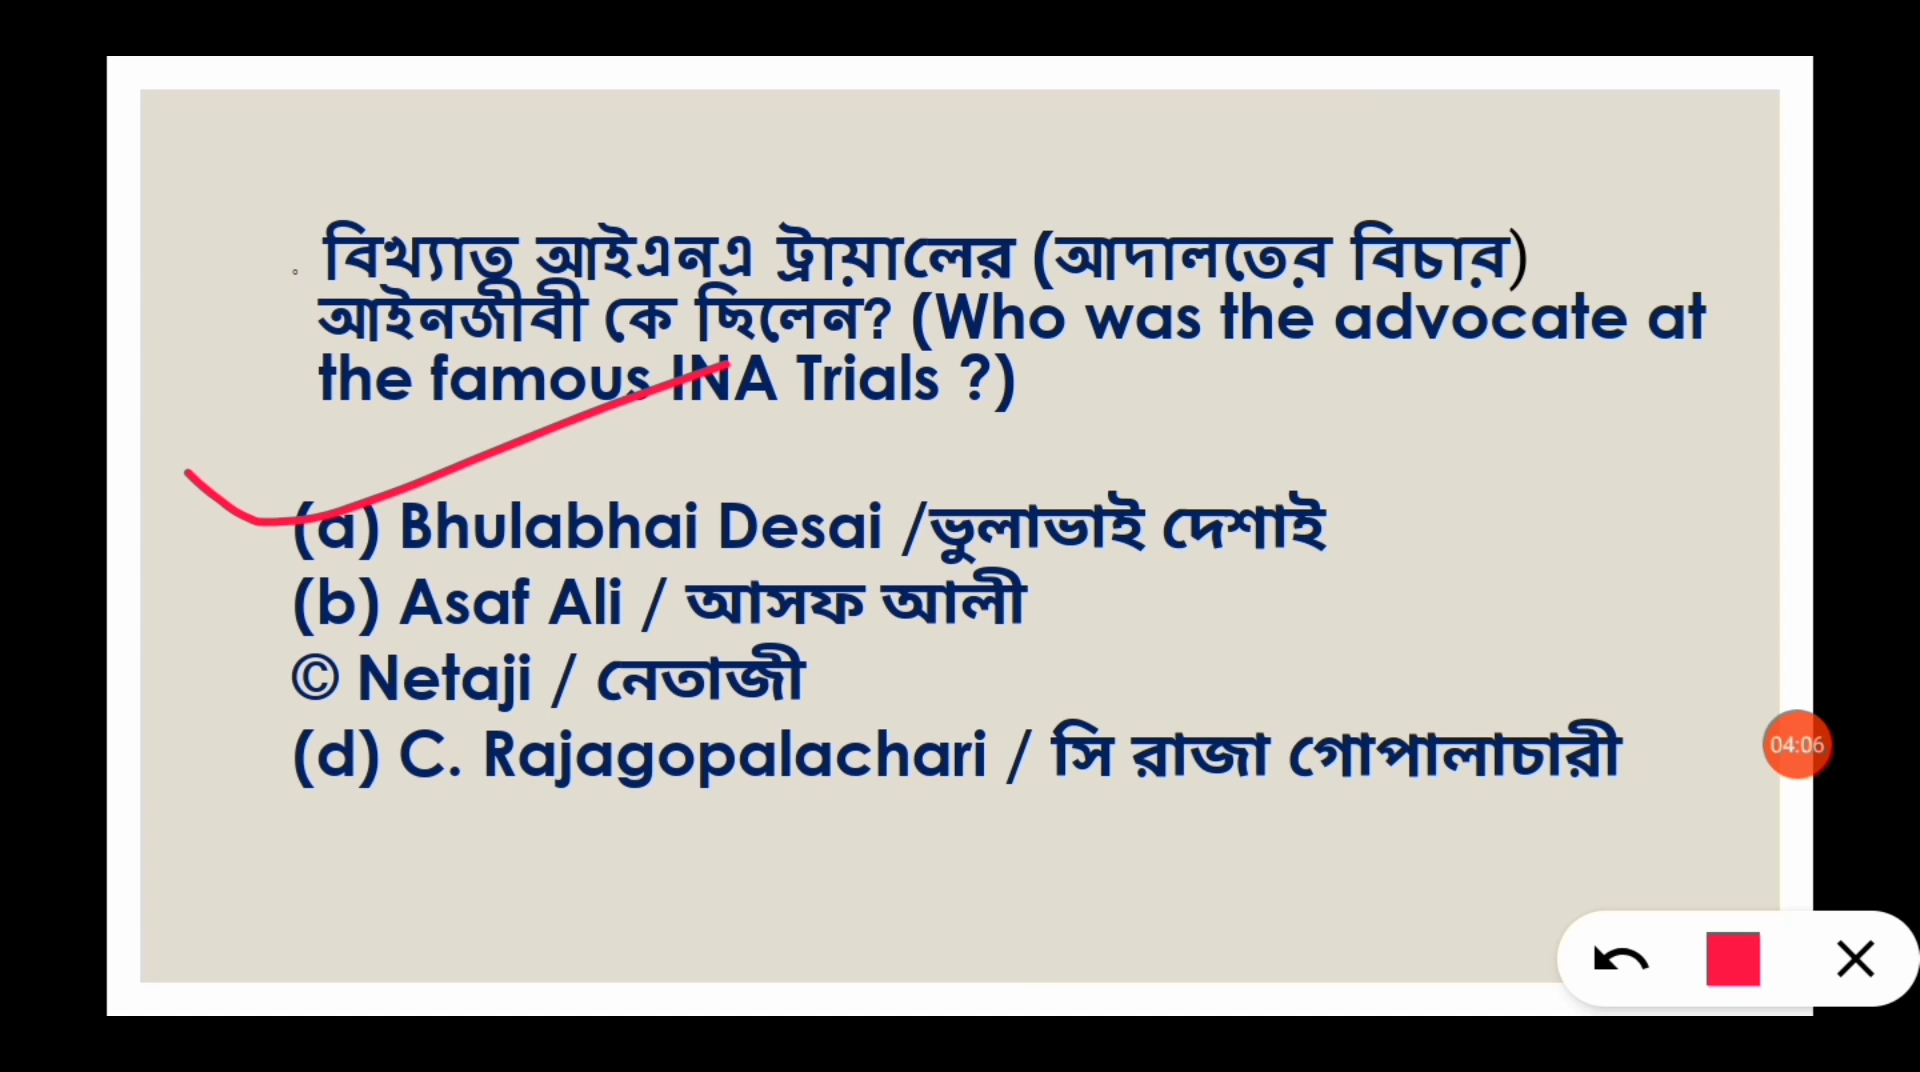 বিখ্যাত আইএনএ ট্রায়ালের (আদালতের বিচার)
আইনজীবী কে ছিলেন? (Who was the advocate at
the famous INA Trials ?)
(a) Bhulabhai Desai /ভুলাভাই দেশাই
(b) Asaf Ali / আসফ আলী
© Netaji / নেতাজী
(d) C. Rajagopalachari / সি রাজা গোপালাচারী
04:06